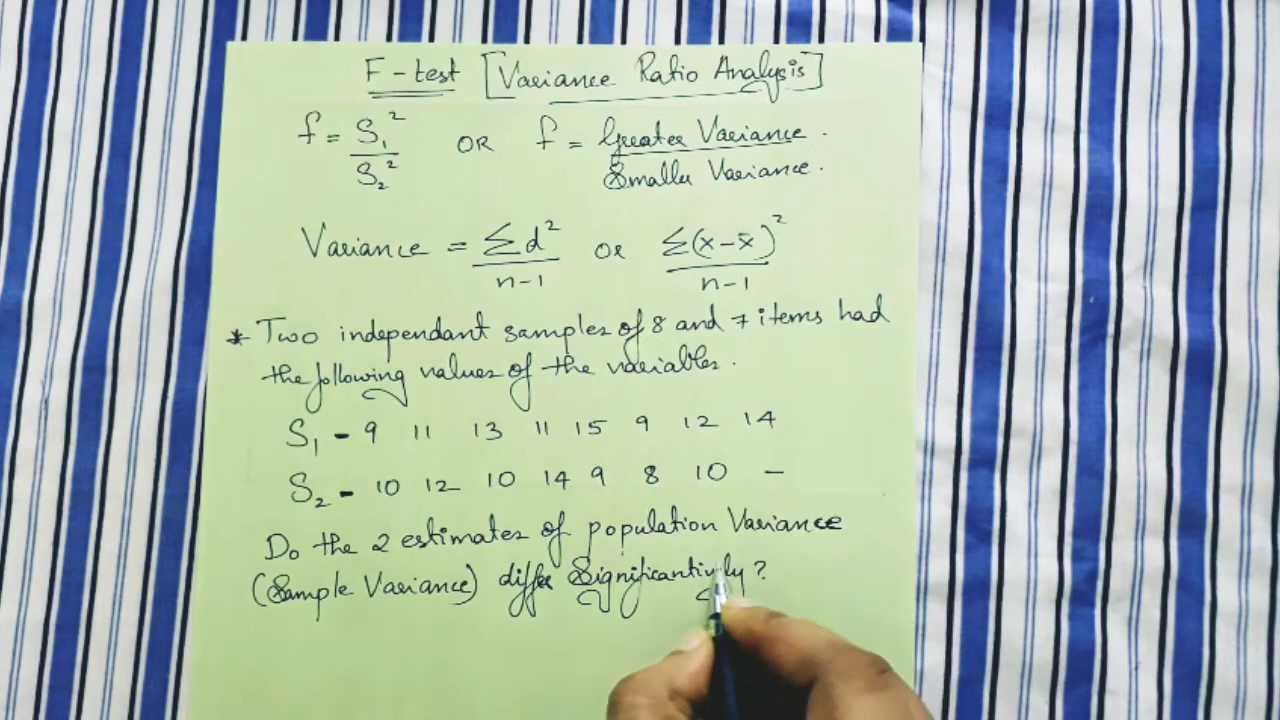 F-test [Variance Ratio Analysis]
f = S₁²/S₂² OR f = Greater Variance / Smaller Variance.
Variance = ∑d²/n-1 or ∑(x-x̄)²/n-1
* Two independant samples of 8 and 7 items had
the following values of the variables.
S₁ - 9 11 13 11 15 9 12 14
S₂ - 10 12 10 14 9 8 10 -
Do the 2 estimates of population Variance
(Sample Variance) differ Significantivly?